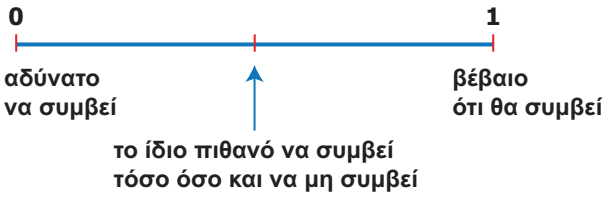 0 1
αδύνατο βέβαιο
να συμβεί ότι θα συμβεί
το ίδιο πιθανό να συμβεί
τόσο όσο και να μη συμβεί